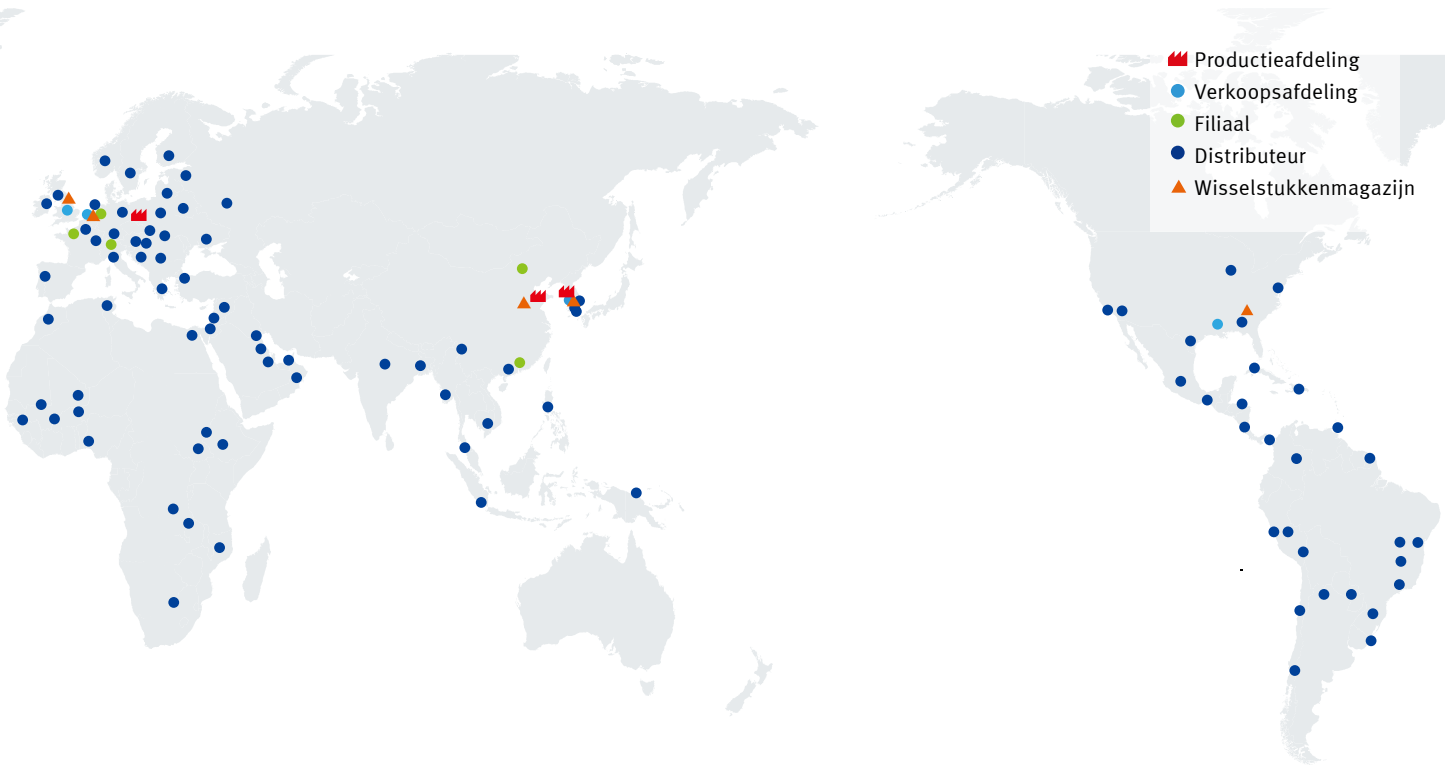 Productieafdeling
Verkoopsafdeling
Filiaal
Distributeur
Wisselstukkenmagazijn